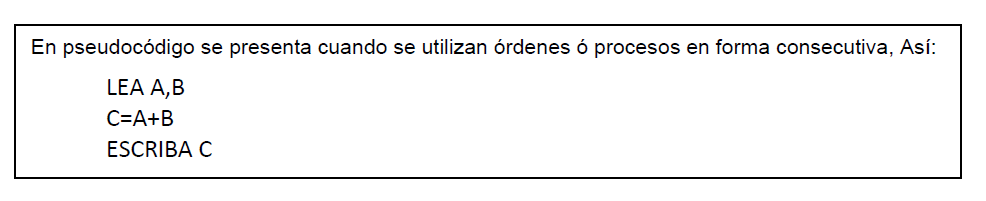 En pseudocódigo se presenta cuando se utilizan órdenes ó procesos en forma consecutiva, Así:
LEA A,B
C=A+B
ESCRIBA C